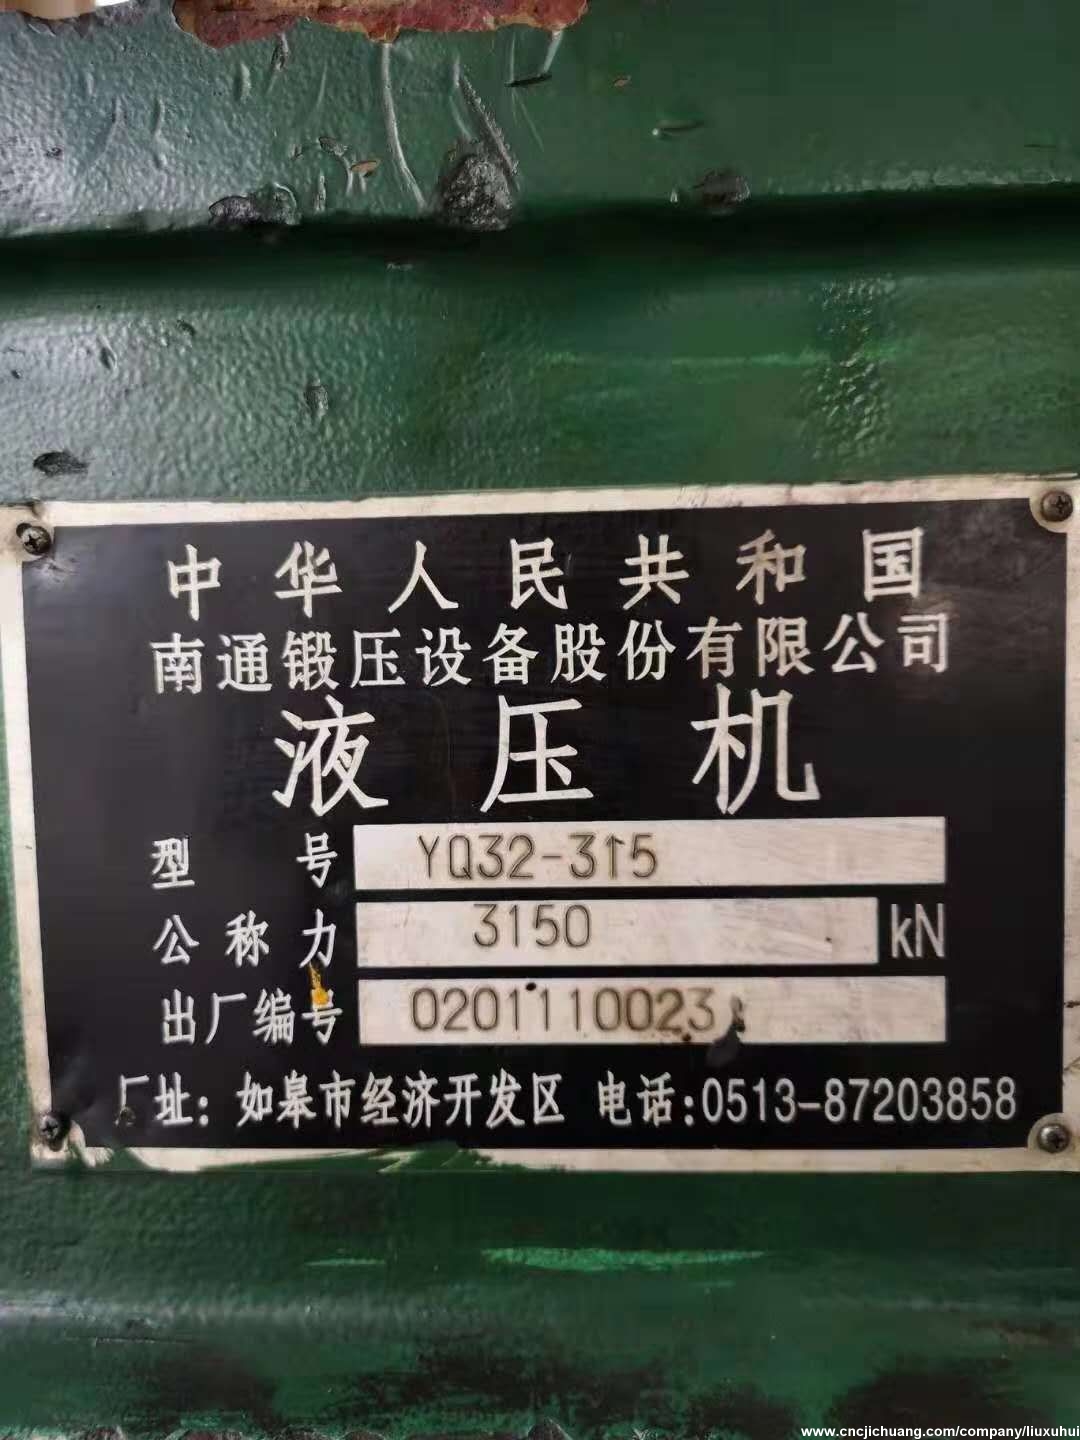 中华人民共和国
南通锻压设备股份有限公司
液压机
型号 YQ32-315
公称力 3150 kN
出厂编号 0201110023
厂址：如皋市经济开发区 电话:0513-87203858
www.cncjichuang.com/company/liuxuhui